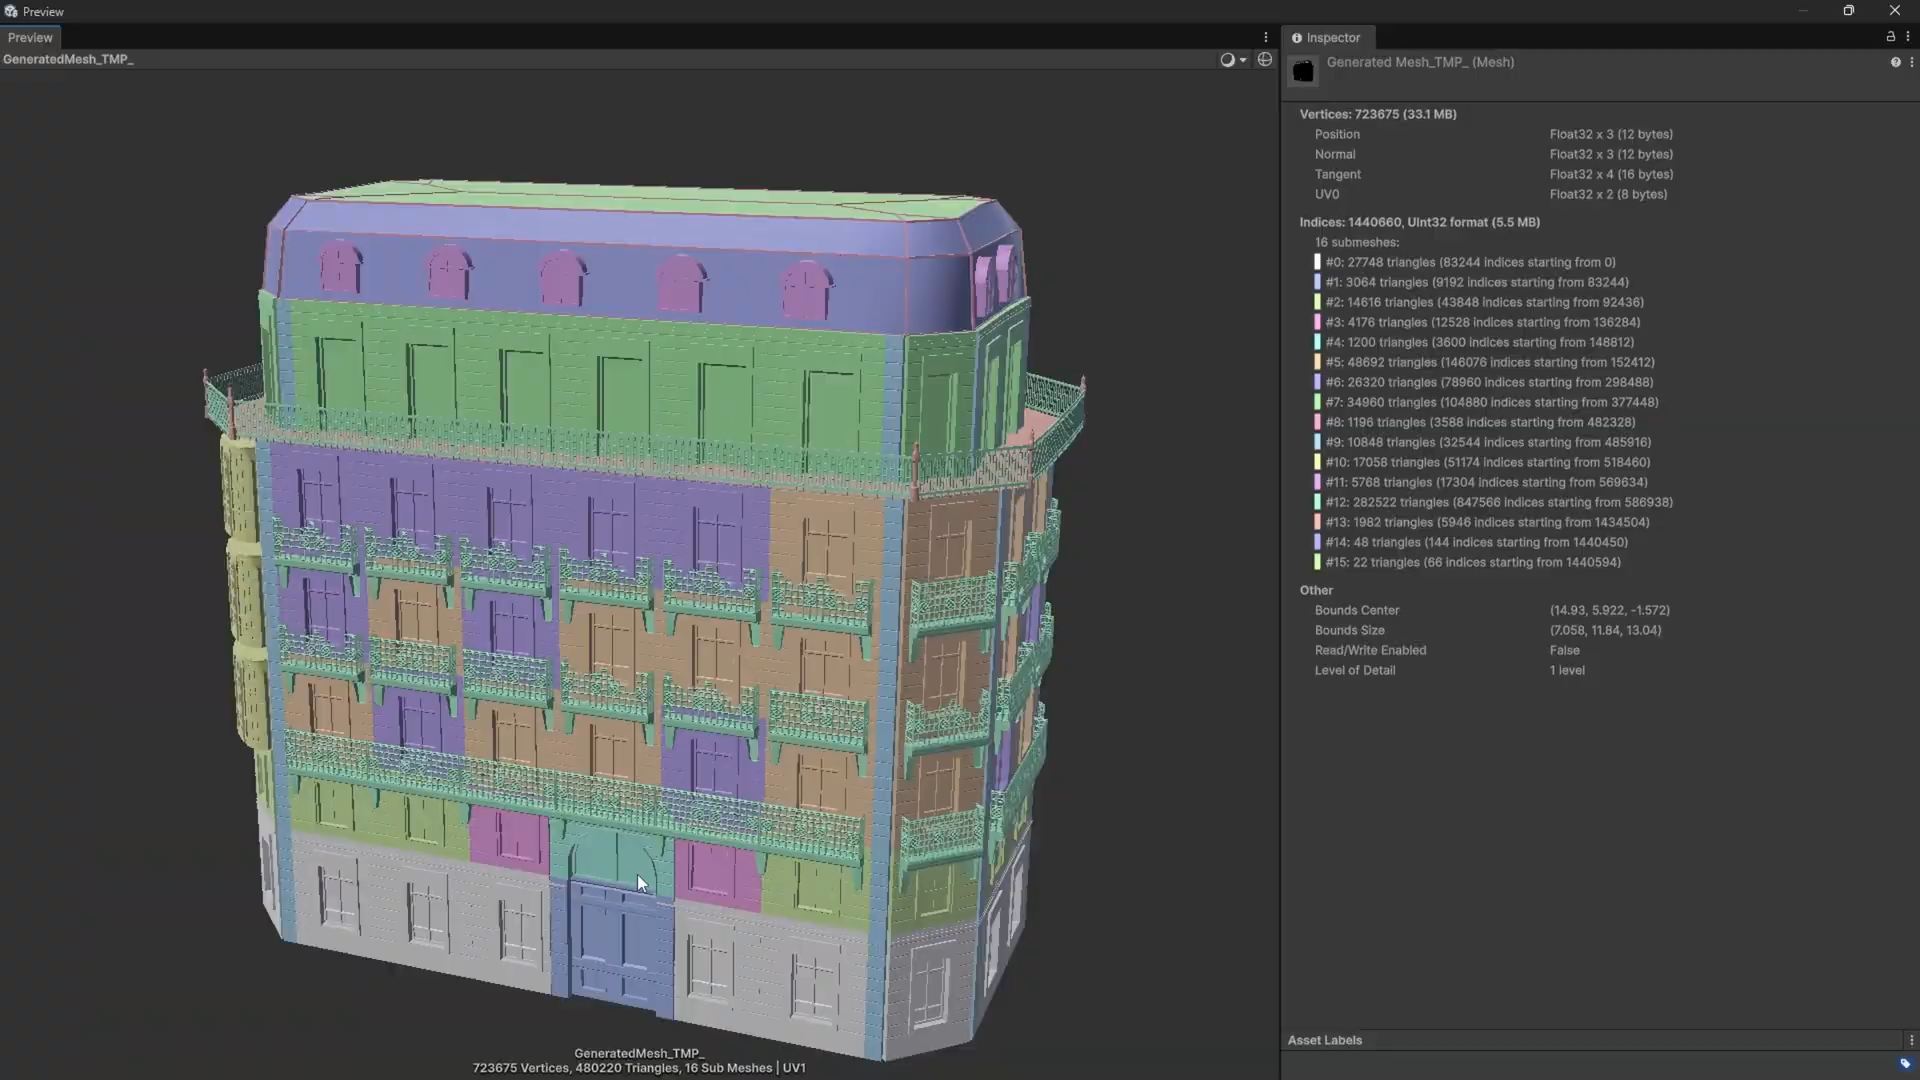 Preview
Preview
GeneratedMesh_TMP_
Inspector
Generated Mesh_TMP_ (Mesh)
Vertices: 723675 (33.1 MB)
Position Float32 x 3 (12 bytes)
Normal Float32 x 3 (12 bytes)
Tangent Float32 x 4 (16 bytes)
UV0 Float32 x 2 (8 bytes)
Indices: 1440660, UInt32 format (5.5 MB)
16 submeshes:
#0: 27748 triangles (83244 indices starting from 0)
#1: 3064 triangles (9192 indices starting from 83244)
#2: 14616 triangles (43848 indices starting from 92436)
#3: 4176 triangles (12528 indices starting from 136284)
#4: 1200 triangles (3600 indices starting from 148812)
#5: 48692 triangles (146076 indices starting from 152412)
#6: 26320 triangles (78960 indices starting from 298488)
#7: 34960 triangles (104880 indices starting from 377448)
#8: 1196 triangles (3588 indices starting from 482328)
#9: 10848 triangles (32544 indices starting from 485916)
#10: 17058 triangles (51174 indices starting from 518460)
#11: 5768 triangles (17304 indices starting from 569634)
#12: 282522 triangles (847566 indices starting from 586938)
#13: 1982 triangles (5946 indices starting from 1434504)
#14: 48 triangles (144 indices starting from 1440450)
#15: 22 triangles (66 indices starting from 1440594)
Other
Bounds Center (14.93, 5.922, -1.572)
Bounds Size (7.058, 11.84, 13.04)
Read/Write Enabled False
Level of Detail 1 level
Asset Labels
GeneratedMesh_TMP_
723675 Vertices, 480220 Triangles, 16 Sub Meshes | UV1